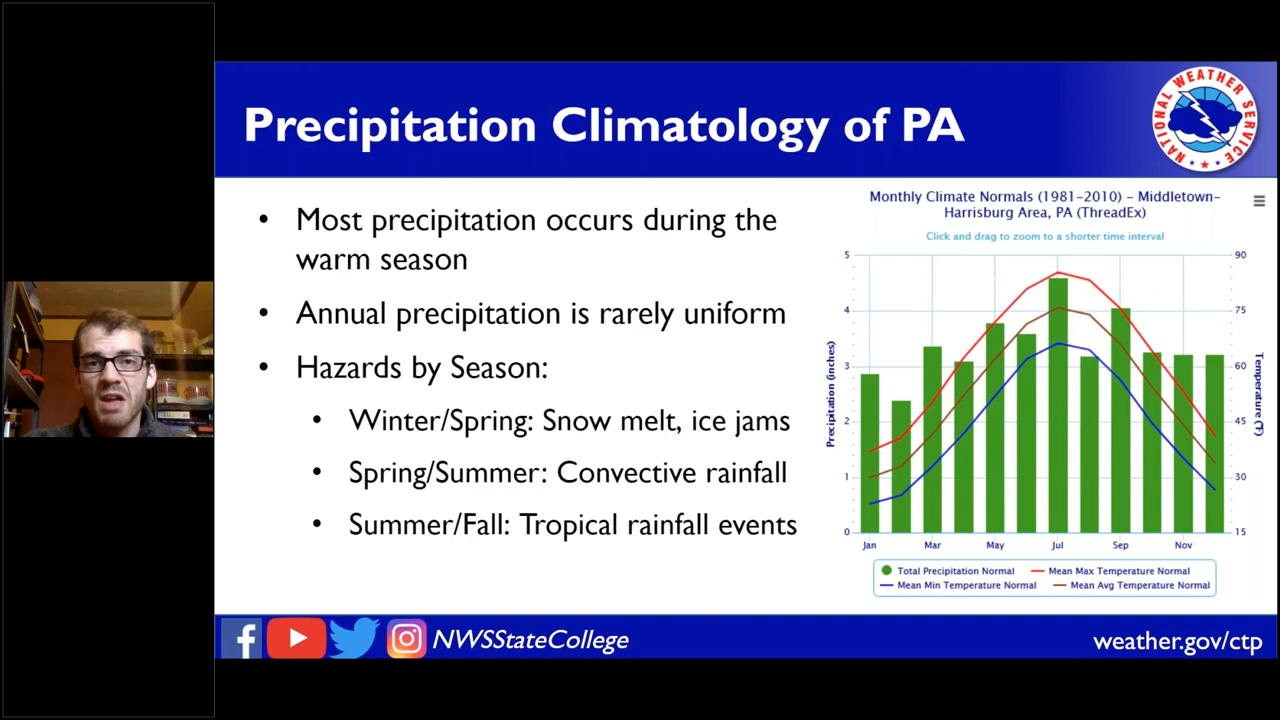 Precipitation Climatology of PA
NATIONAL WEATHER SERVICE
• Most precipitation occurs during the
warm season
• Annual precipitation is rarely uniform
• Hazards by Season:
• Winter/Spring: Snow melt, ice jams
• Spring/Summer: Convective rainfall
• Summer/Fall: Tropical rainfall events
Monthly Climate Normals (1981-2010) – Middletown-
Harrisburg Area, PA (ThreadEx)
Click and drag to zoom to a shorter time interval
Precipitation (inches)
5
4
3
2
1
0
90
75
60
45
30
15
Temperature (°F)
Jan Mar May Jul Sep Nov
Total Precipitation Normal Mean Max Temperature Normal
Mean Min Temperature Normal Mean Avg Temperature Normal
NWSStateCollege
weather.gov/ctp